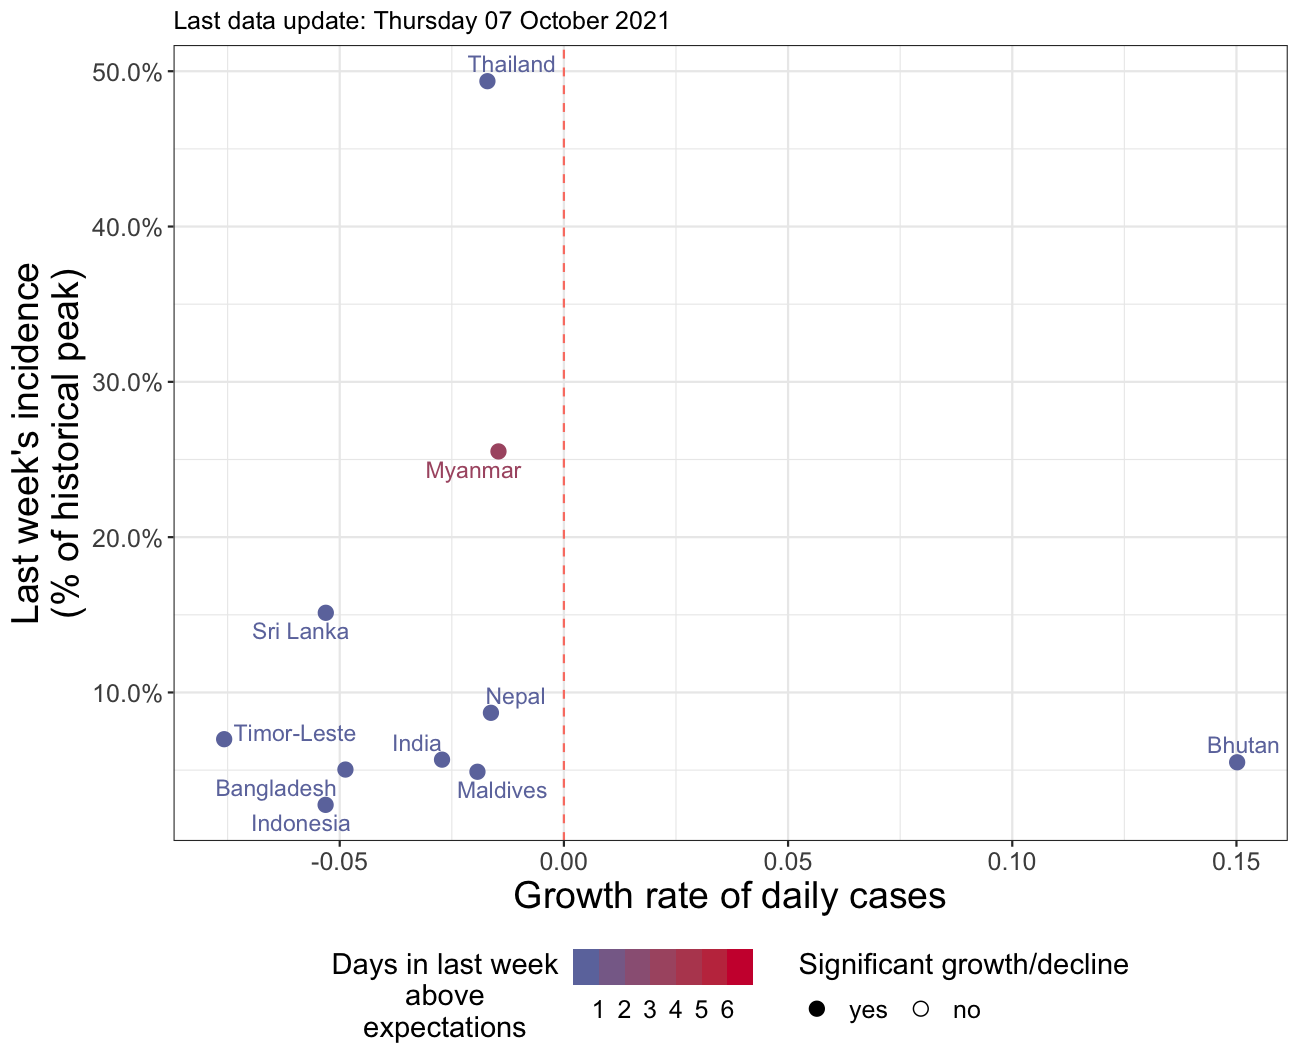 Last data update: Thursday 07 October 2021
Last week's incidence
(% of historical peak)
50.0%
40.0%
30.0%
20.0%
10.0%
Thailand
Myanmar
Sri Lanka
Nepal
Timor-Leste
India
Bhutan
Bangladesh
Maldives
Indonesia
-0.05 0.00 0.05 0.10 0.15
Growth rate of daily cases
Days in last week
above
expectations
1 2 3 4 5 6
Significant growth/decline
yes no